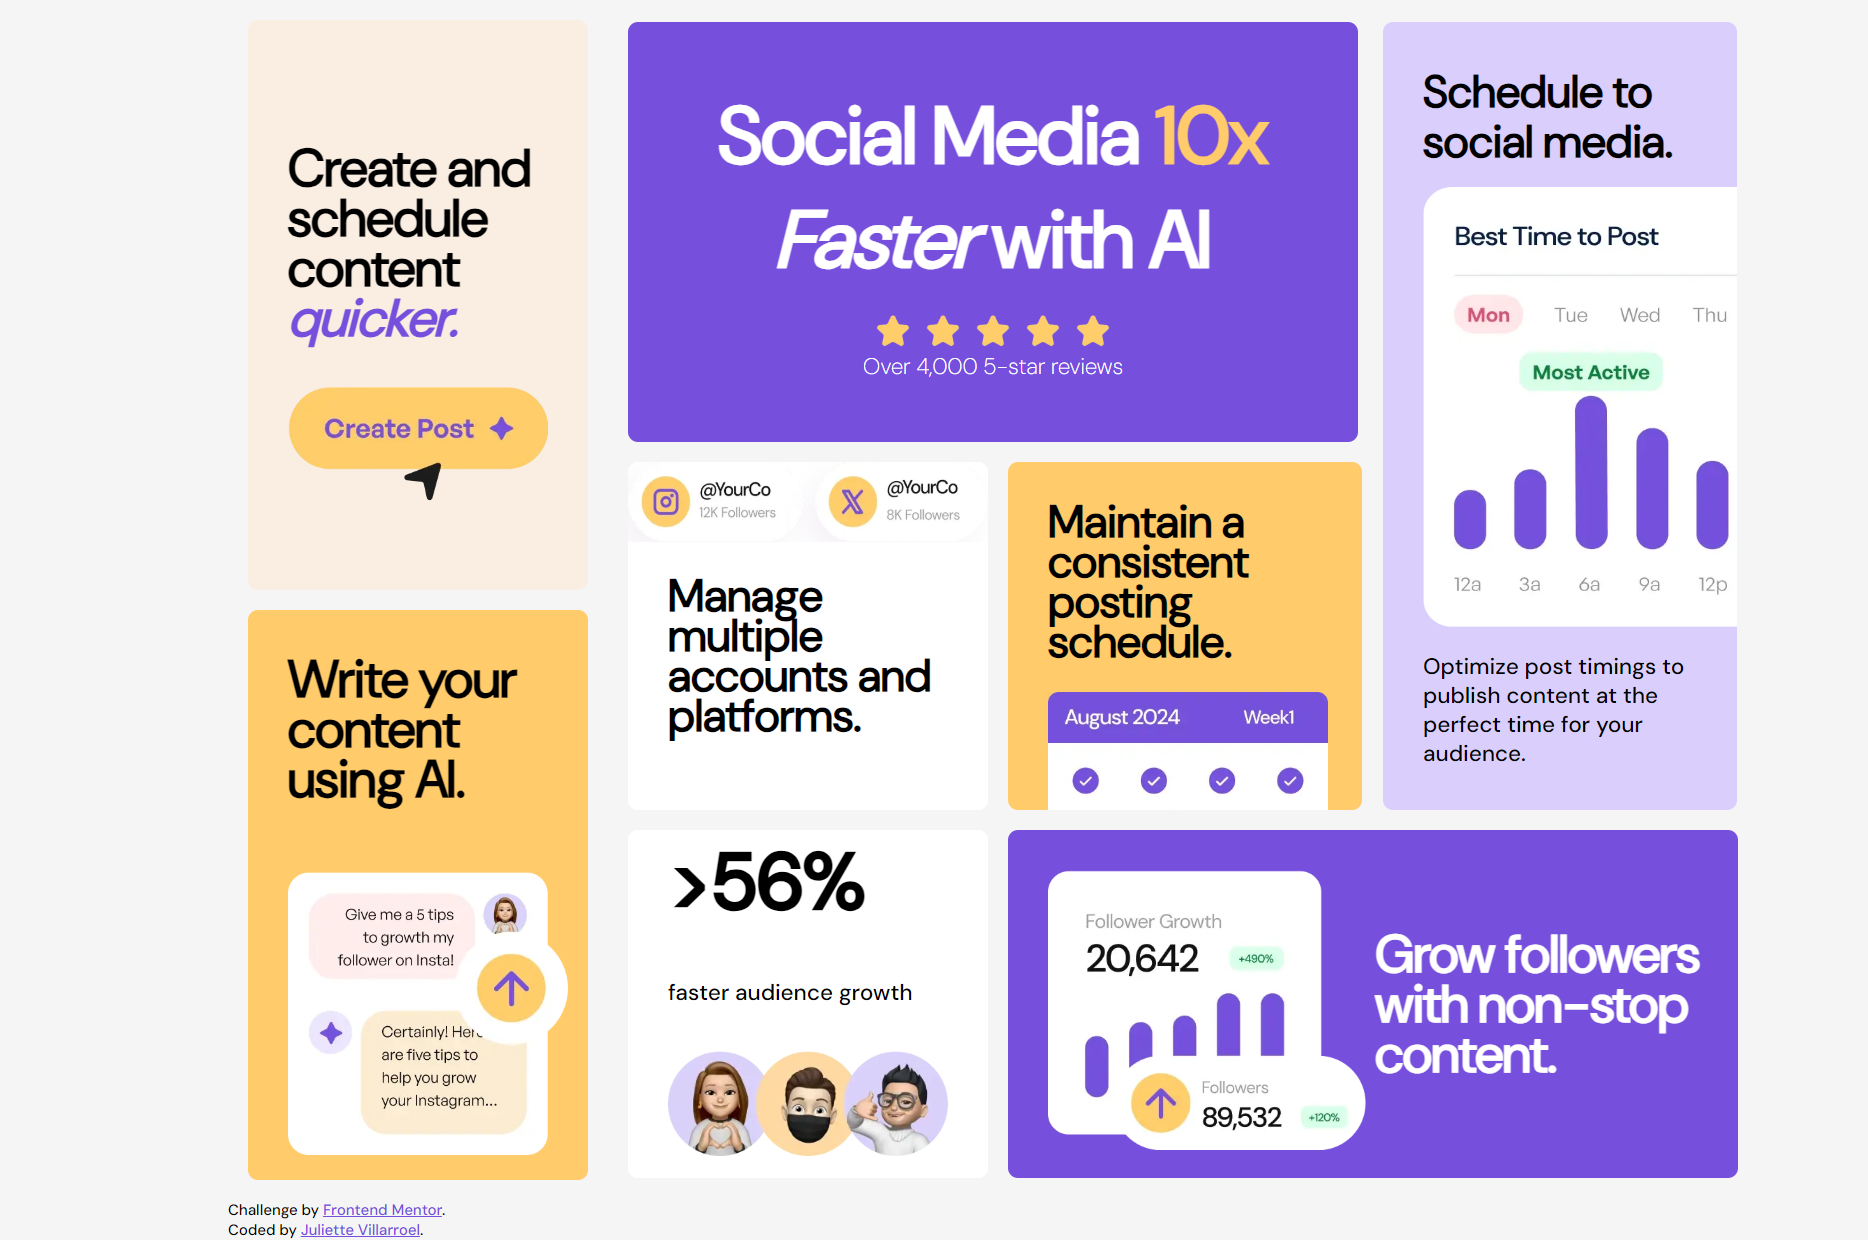 Create and
schedule
content
quicker.
Create Post
Write your
content
using AI.
Give me a 5 tips
to growth my
follower on Insta!
Certainly! Here
are five tips to
help you grow
your Instagram...
Social Media 10x
Faster with AI
Over 4,000 5-star reviews
@YourCo
12K Followers
@YourCo
8K Followers
Manage
multiple
accounts and
platforms.
Maintain a
consistent
posting
schedule.
August 2024 Week1
>56%
faster audience growth
Schedule to
social media.
Best Time to Post
Mon Tue Wed Thu
Most Active
12a 3a 6a 9a 12p
Optimize post timings to
publish content at the
perfect time for your
audience.
Follower Growth
20,642 +490%
Followers
89,532 +120%
Grow followers
with non-stop
content.
Challenge by Frontend Mentor.
Coded by Juliette Villarroel.